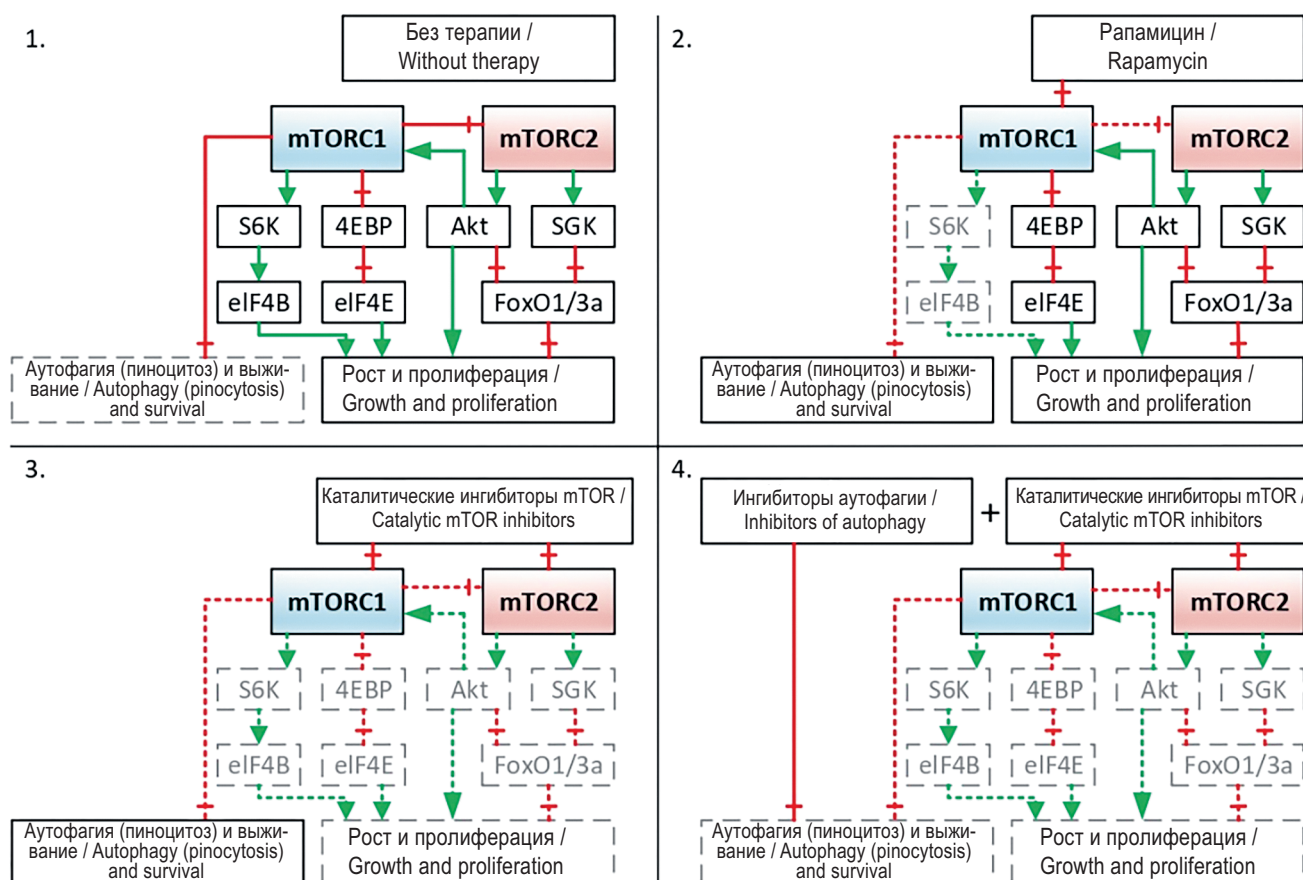 1.
Без терапии /
Without therapy
mTORC1
mTORC2
S6K
4EBP
Akt
SGK
elF4B
elF4E
FoxO1/3a
Аутофагия (пиноцитоз) и выжи-
вание / Autophagy (pinocytosis)
and survival
Рост и пролиферация /
Growth and proliferation
2.
Рапамицин /
Rapamycin
mTORC1
mTORC2
S6K
4EBP
Akt
SGK
elF4B
elF4E
FoxO1/3a
Аутофагия (пиноцитоз) и выжи-
вание / Autophagy (pinocytosis)
and survival
Рост и пролиферация /
Growth and proliferation
3.
Каталитические ингибиторы mTOR /
Catalytic mTOR inhibitors
mTORC1
mTORC2
S6K
4EBP
Akt
SGK
elF4B
elF4E
FoxO1/3a
Аутофагия (пиноцитоз) и выжи-
вание / Autophagy (pinocytosis)
and survival
Рост и пролиферация /
Growth and proliferation
4.
Ингибиторы аутофагии /
Inhibitors of autophagy
+
Каталитические ингибиторы mTOR /
Catalytic mTOR inhibitors
mTORC1
mTORC2
S6K
4EBP
Akt
SGK
elF4B
elF4E
FoxO1/3a
Аутофагия (пиноцитоз) и выжи-
вание / Autophagy (pinocytosis)
and survival
Рост и пролиферация /
Growth and proliferation